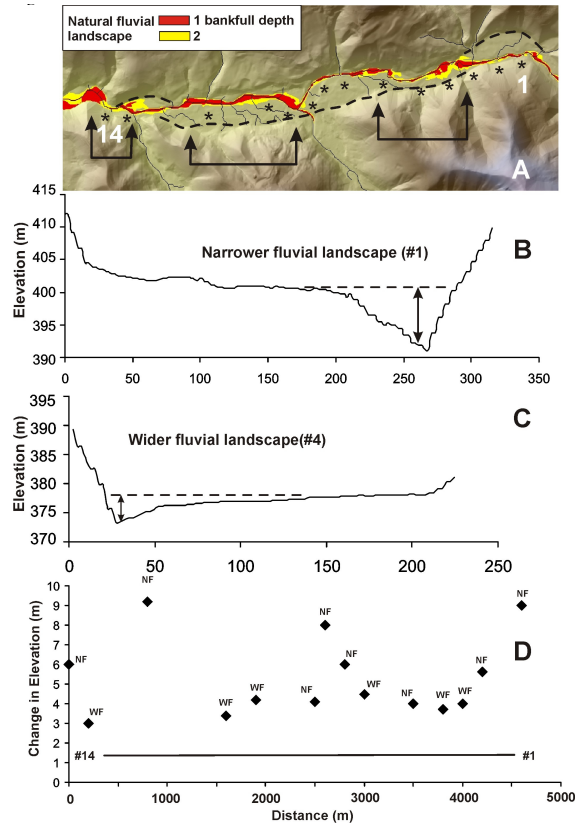 Natural fluvial 1 bankfull depth
landscape 2
1
14
A
415
410
405
400
395
390
Elevation (m)
Narrower fluvial landscape (#1)
B
0 50 100 150 200 250 300 350
395
390
385
380
375
370
Elevation (m)
Wider fluvial landscape(#4)
C
0 50 100 150 200 250
10
9
8
7
6
5
4
3
2
1
0
Change in Elevation (m)
NF
NF
WF
NF
WF
WF
NF
NF
NF
WF
NF
WF
WF
NF
NF
D
#14 #1
0 1000 2000 3000 4000 5000
Distance (m)